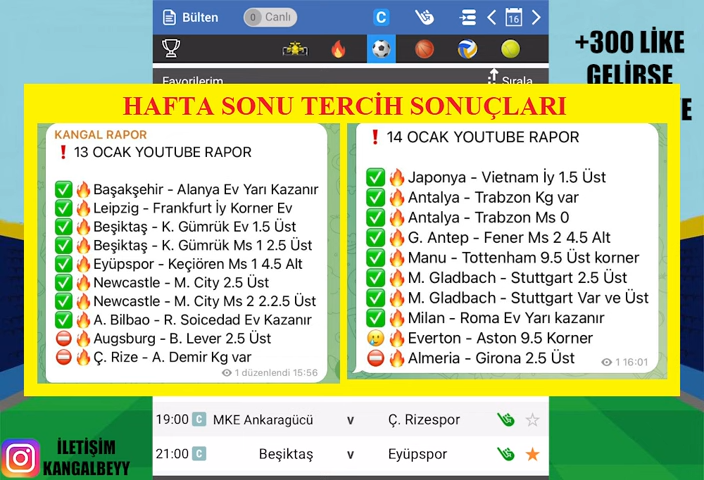 Bülten
0 Canlı
C
16
+300 LİKE
GELİRSE
E
Favorilerim
Sırala
HAFTA SONU TERCİH SONUÇLARI
KANGAL RAPOR
❗ 13 OCAK YOUTUBE RAPOR
✅🔥Başakşehir - Alanya Ev Yarı Kazanır
✅🔥Leipzig - Frankfurt İy Korner Ev
✅🔥Beşiktaş - K. Gümrük Ev 1.5 Üst
✅🔥Beşiktaş - K. Gümrük Ms 1 2.5 Üst
✅🔥Eyüpspor - Keçiören Ms 1 4.5 Alt
✅🔥Newcastle - M. City 2.5 Üst
✅🔥Newcastle - M. City Ms 2 2.2.5 Üst
✅🔥A. Bilbao - R. Soicedad Ev Kazanır
⛔🔥Augsburg - B. Lever 2.5 Üst
⛔🔥Ç. Rize - A. Demir Kg var
1 düzenlendi 15:56
❗ 14 OCAK YOUTUBE RAPOR
✅🔥Japonya - Vietnam İy 1.5 Üst
✅🔥Antalya - Trabzon Kg var
✅🔥Antalya - Trabzon Ms 0
✅🔥G. Antep - Fener Ms 2 4.5 Alt
✅🔥Manu - Tottenham 9.5 Üst korner
✅🔥M. Gladbach - Stuttgart 2.5 Üst
✅🔥M. Gladbach - Stuttgart Var ve Üst
✅🔥Milan - Roma Ev Yarı kazanır
🥲🔥Everton - Aston 9.5 Korner
⛔🔥Almeria - Girona 2.5 Üst
1 16:01
19:00 C MKE Ankaragücü v Ç. Rizespor
21:00 C Beşiktaş v Eyüpspor
İLETİŞİM
KANGALBEYY